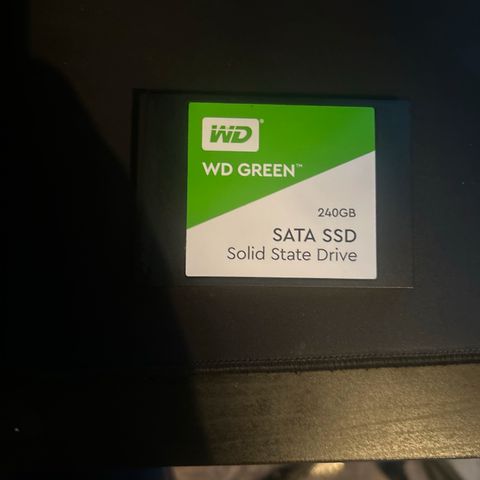 WD®
WD GREEN™
240GB
SATA SSD
Solid State Drive